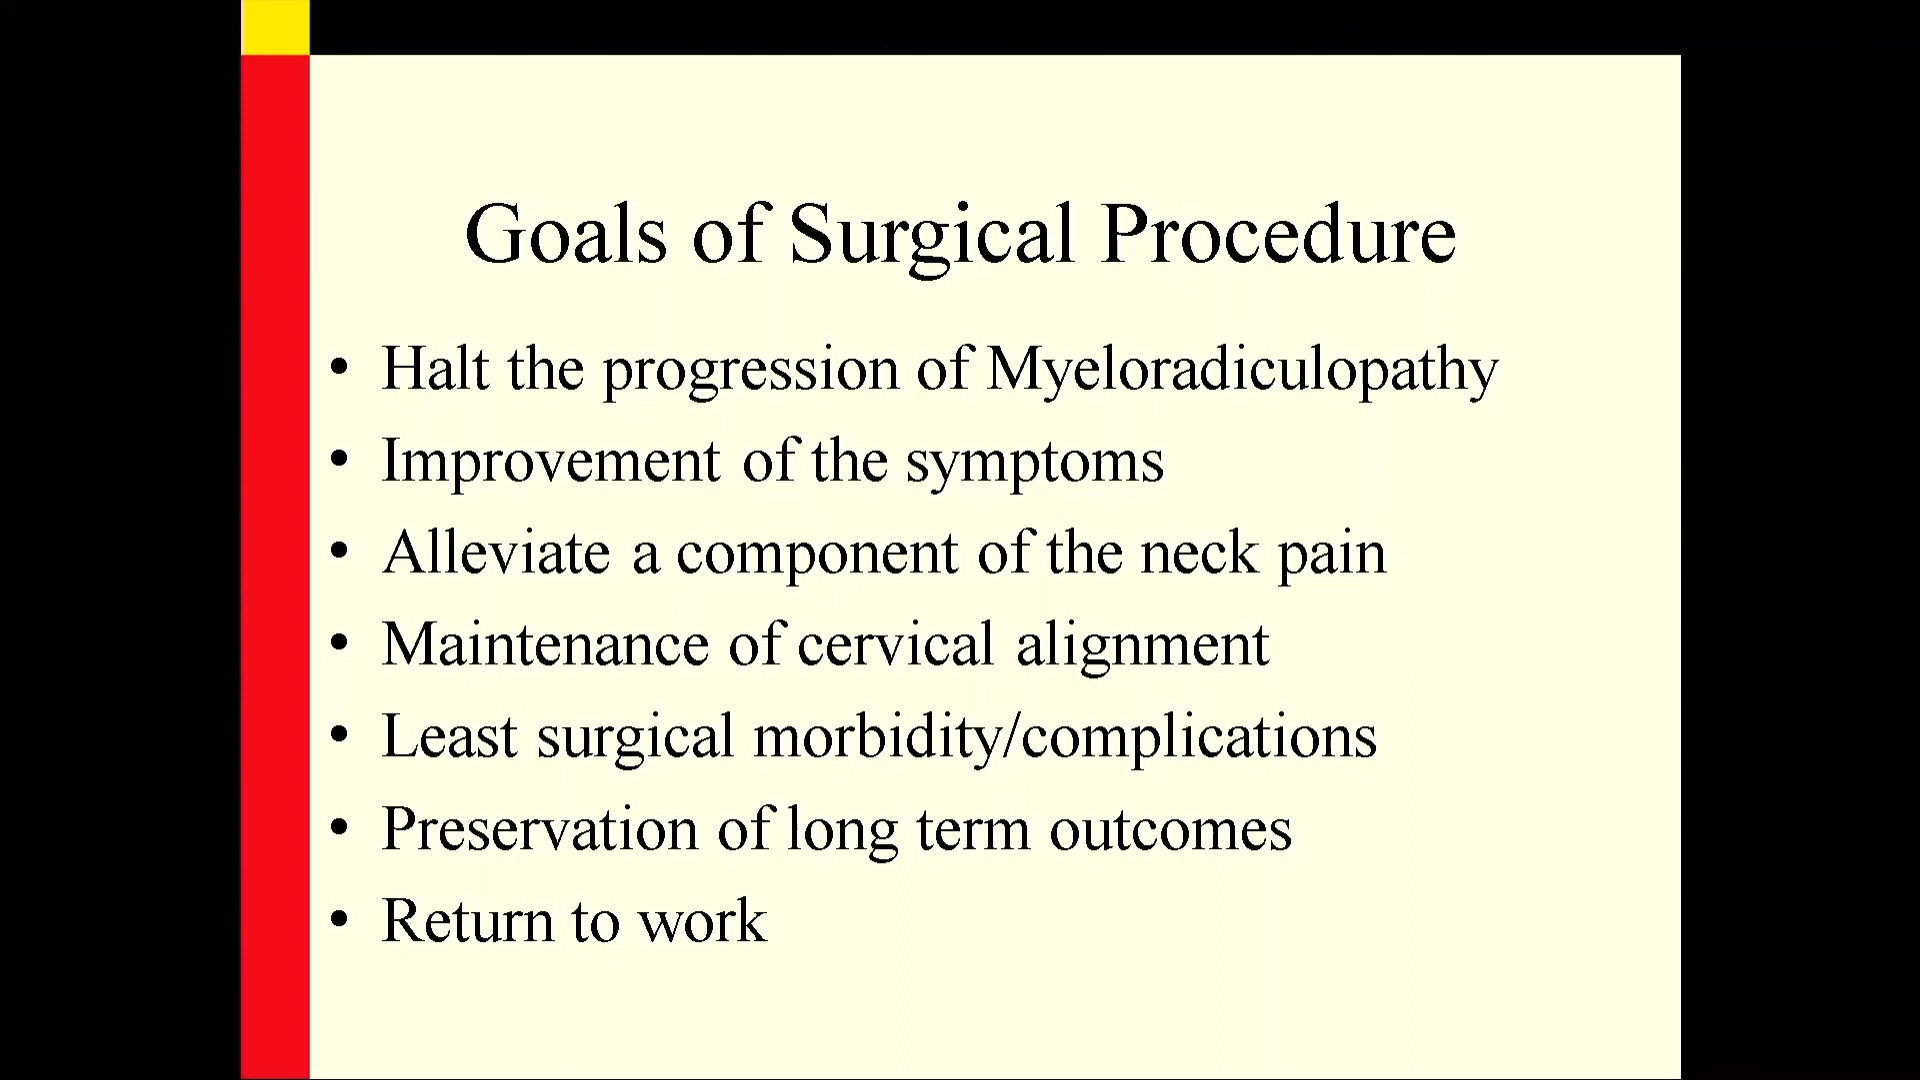 Goals of Surgical Procedure
• Halt the progression of Myeloradiculopathy
• Improvement of the symptoms
• Alleviate a component of the neck pain
• Maintenance of cervical alignment
• Least surgical morbidity/complications
• Preservation of long term outcomes
• Return to work